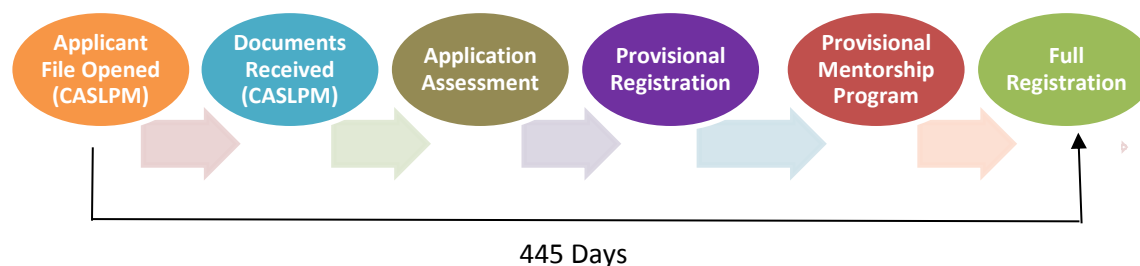 Applicant
File Opened
(CASLPM)
Documents
Received
(CASLPM)
Application
Assessment
Provisional
Registration
Provisional
Mentorship
Program
Full
Registration
445 Days